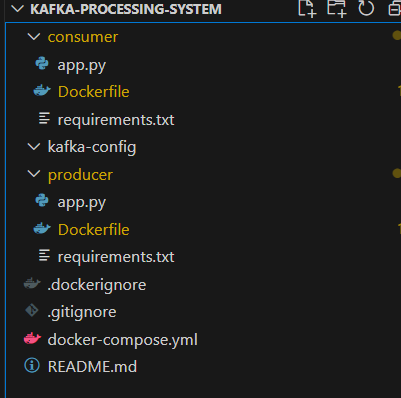 KAFKA-PROCESSING-SYSTEM
consumer
app.py
Dockerfile
requirements.txt
kafka-config
producer
app.py
Dockerfile
requirements.txt
.dockerignore
.gitignore
docker-compose.yml
README.md